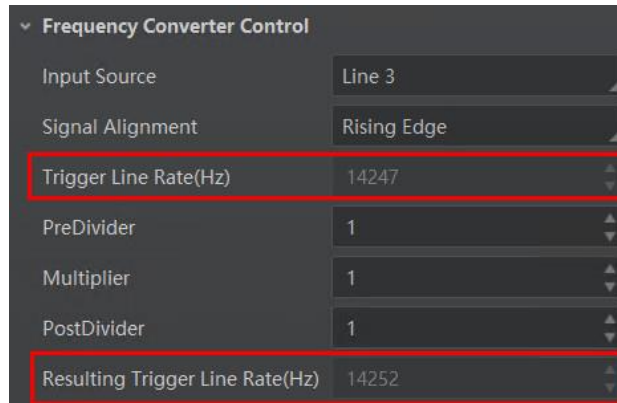 Frequency Converter Control
Input Source Line 3
Signal Alignment Rising Edge
Trigger Line Rate(Hz) 14247
PreDivider 1
Multiplier 1
PostDivider 1
Resulting Trigger Line Rate(Hz) 14252